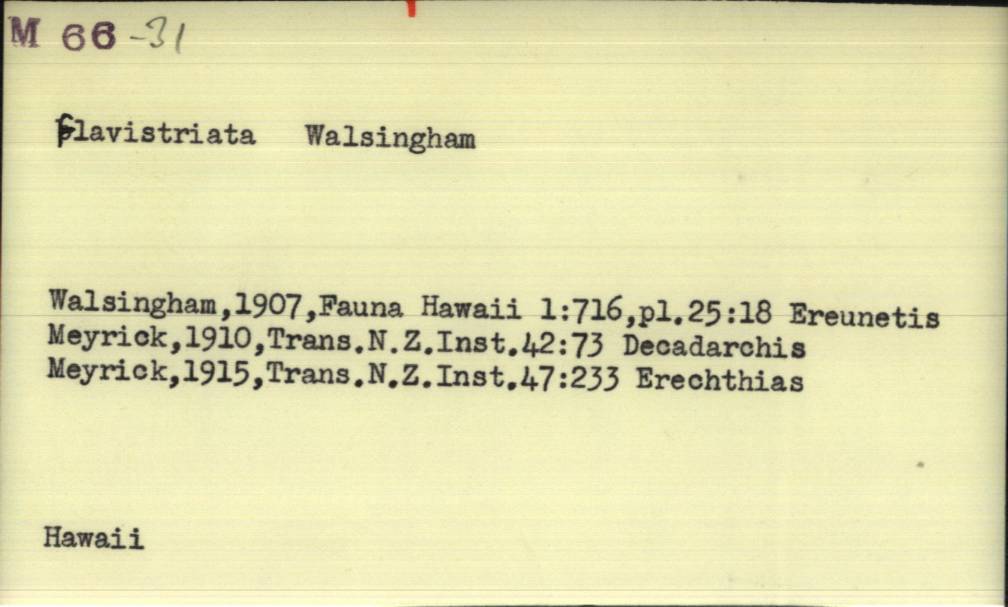 M 66-31
flavistriata Walsingham
Walsingham,1907,Fauna Hawaii 1:716,pl.25:18 Ereunetis
Meyrick,1910,Trans.N.Z.Inst.42:73 Decadarchis
Meyrick,1915,Trans.N.Z.Inst.47:233 Erechthias
Hawaii